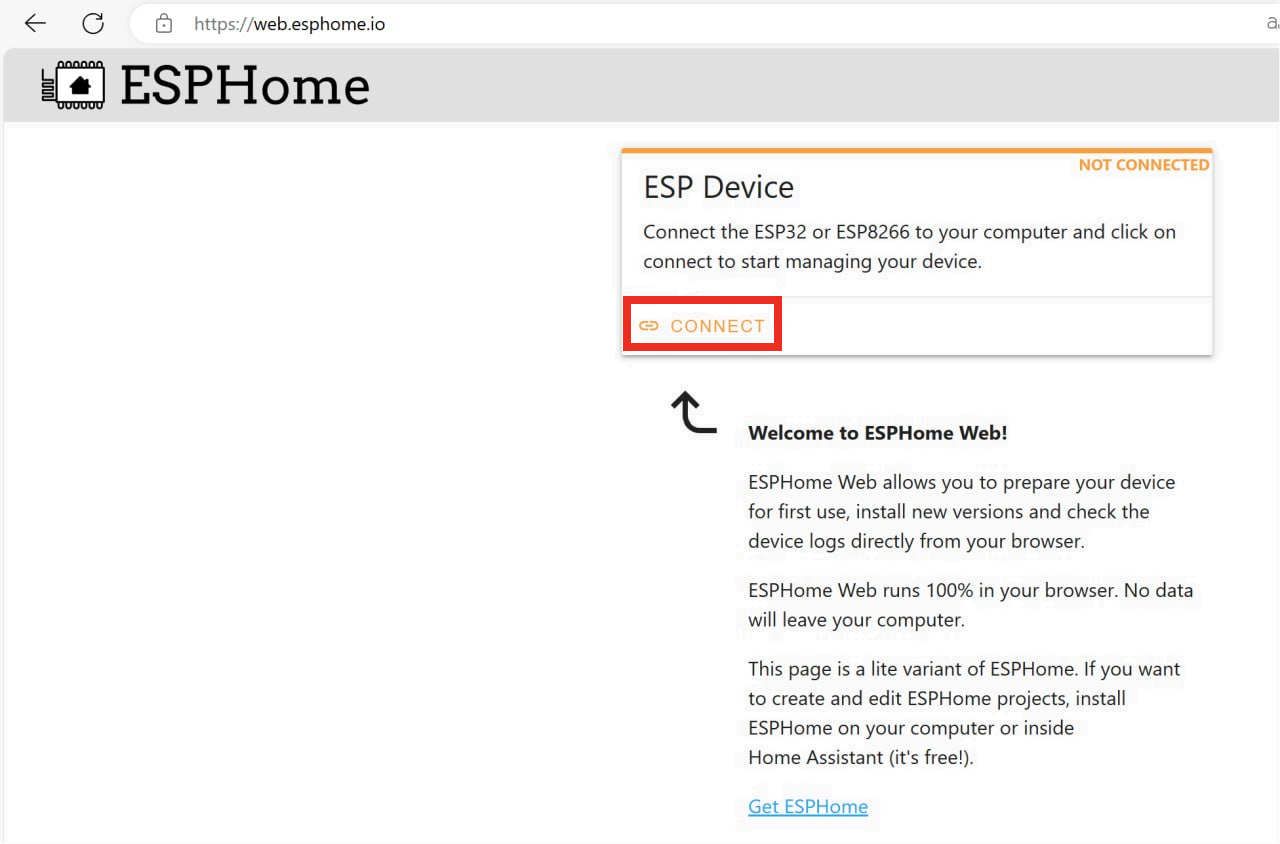 https://web.esphome.io
ESPHome
NOT CONNECTED
ESP Device
Connect the ESP32 or ESP8266 to your computer and click on
connect to start managing your device.
CONNECT
Welcome to ESPHome Web!
ESPHome Web allows you to prepare your device
for first use, install new versions and check the
device logs directly from your browser.
ESPHome Web runs 100% in your browser. No data
will leave your computer.
This page is a lite variant of ESPHome. If you want
to create and edit ESPHome projects, install
ESPHome on your computer or inside
Home Assistant (it's free!).
Get ESPHome